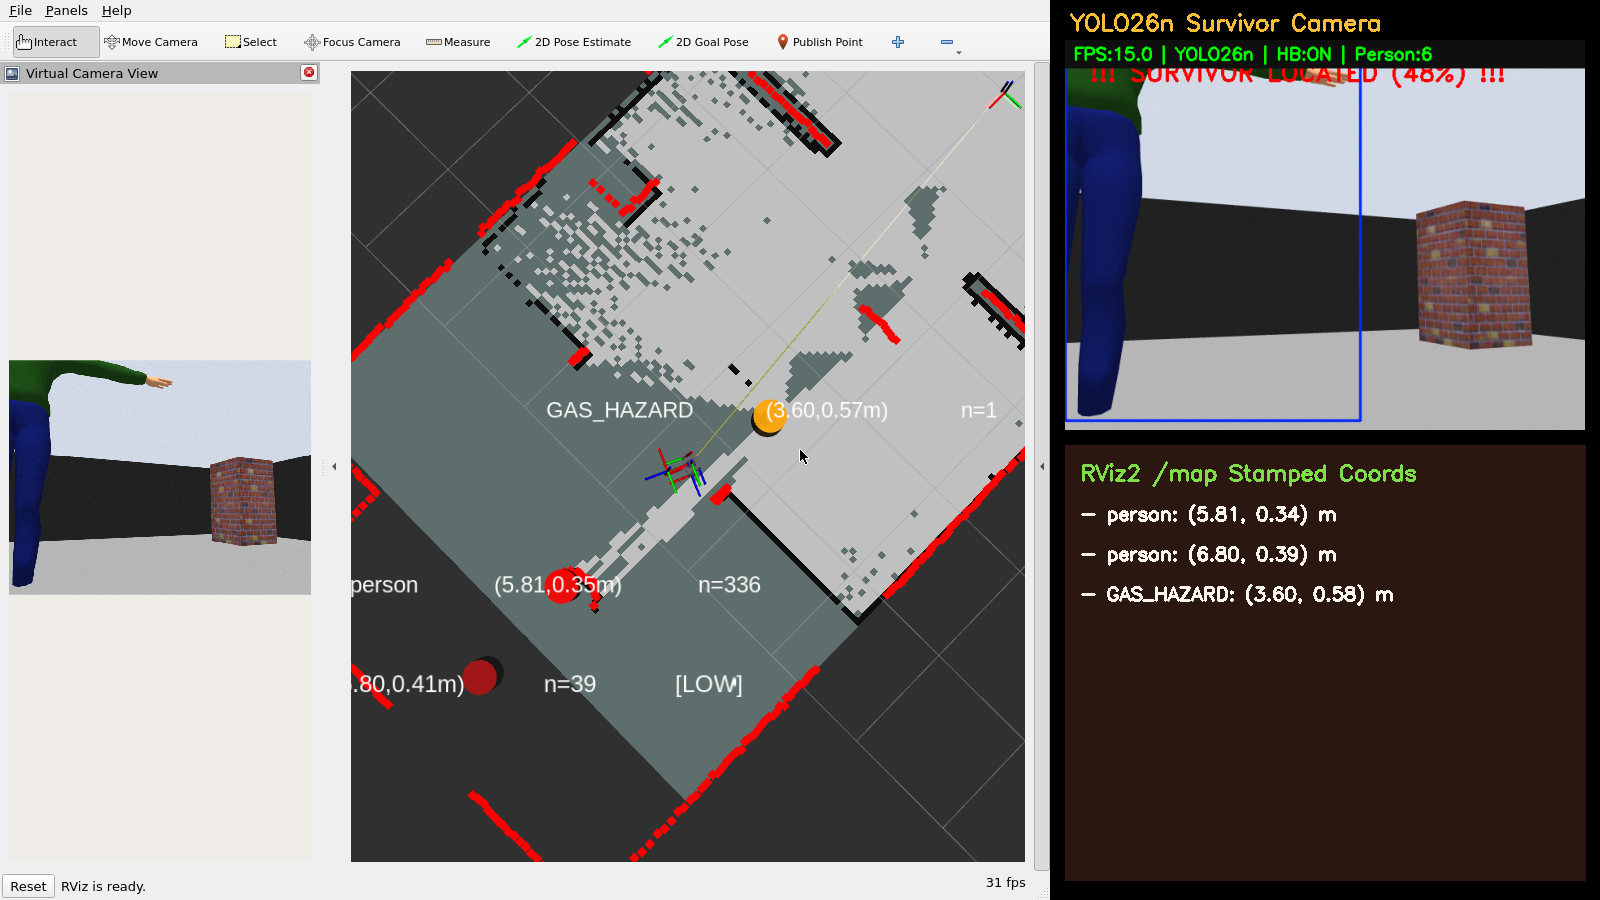 File Panels Help
Interact Move Camera Select Focus Camera Measure 2D Pose Estimate 2D Goal Pose Publish Point
Virtual Camera View
GAS_HAZARD (3.60,0.57m) n=1
person (5.81,0.35m) n=336
.80,0.41m) n=39 [LOW]
Reset RViz is ready.
31 fps
YOLO26n Survivor Camera
FPS:15.0 | YOLO26n | HB:ON | Person:6
!!! SURVIVOR LOCATED (48%) !!!
RViz2 /map Stamped Coords
- person: (5.81, 0.34) m
- person: (6.80, 0.39) m
- GAS_HAZARD: (3.60, 0.58) m